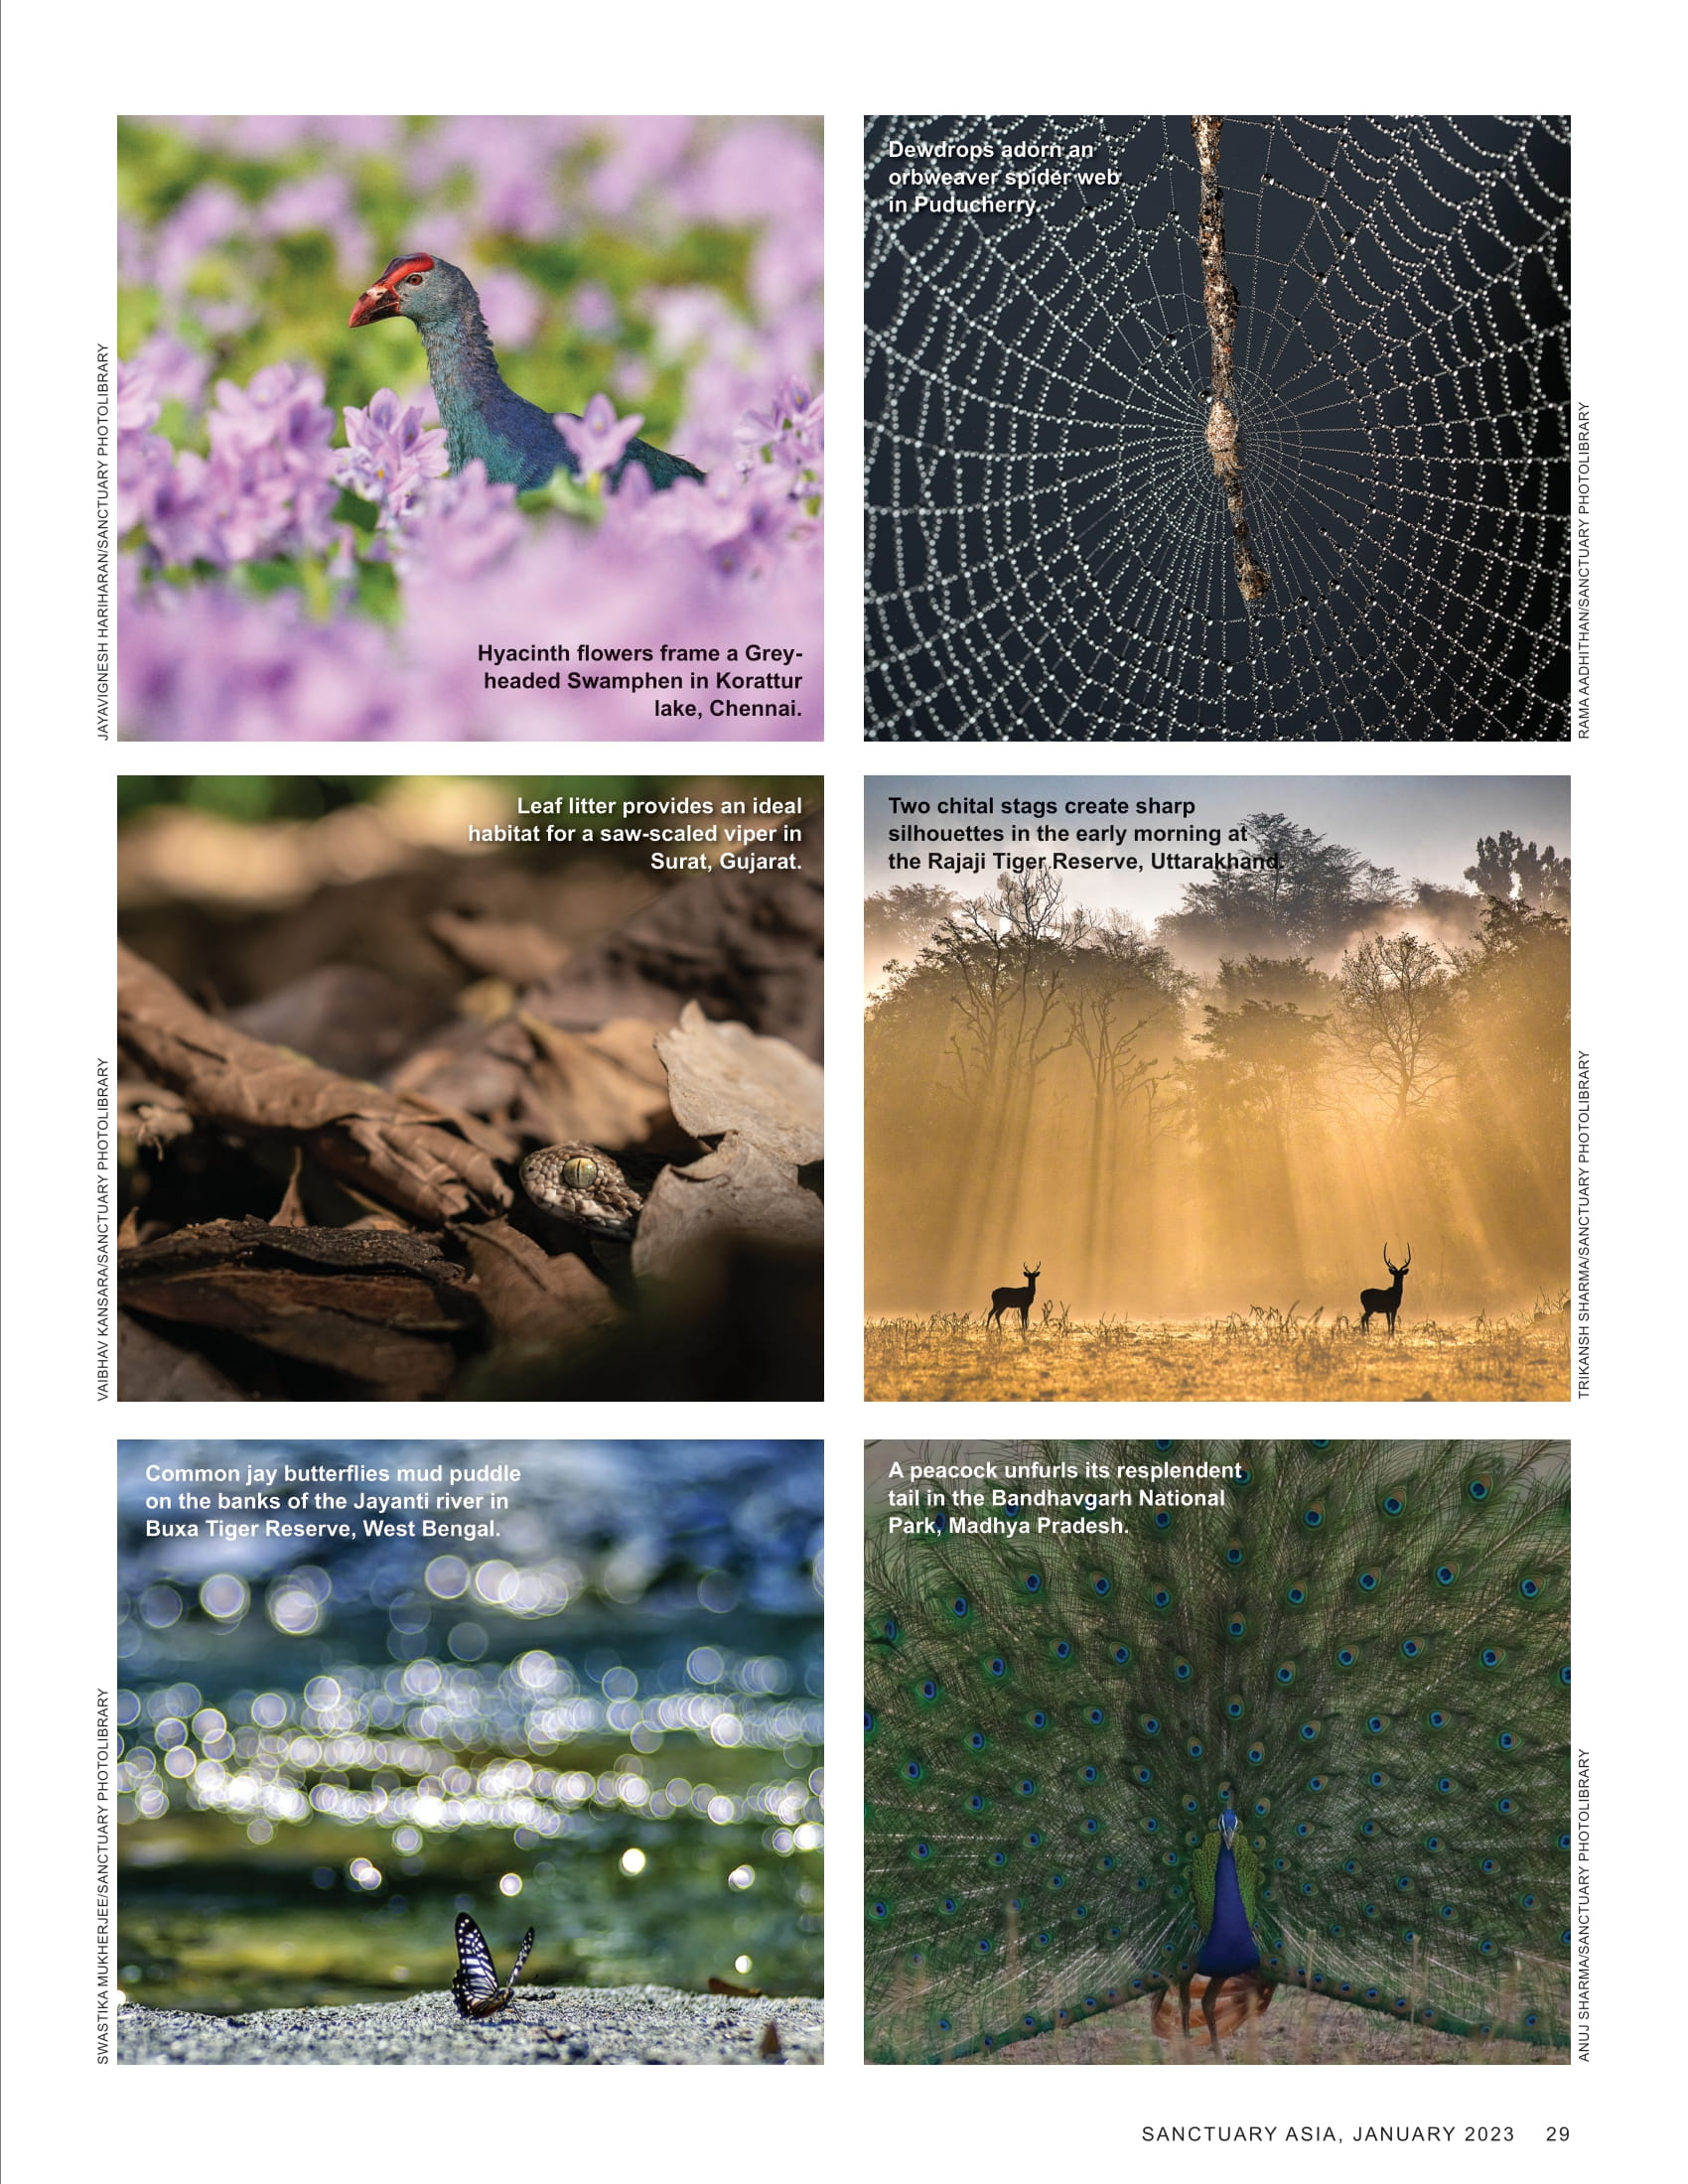 JAYAVIGNESH HARIHARAN/SANCTUARY PHOTOLIBRARY
Hyacinth flowers frame a Grey-
headed Swamphen in Korattur
lake, Chennai.
Dewdrops adorn an
orbweaver spider web
in Puducherry.
RAMA AADHITHAN/SANCTUARY PHOTOLIBRARY
VAIBHAV KANSARA/SANCTUARY PHOTOLIBRARY
Leaf litter provides an ideal
habitat for a saw-scaled viper in
Surat, Gujarat.
Two chital stags create sharp
silhouettes in the early morning at
the Rajaji Tiger Reserve, Uttarakhand.
TRIKANSH SHARMA/SANCTUARY PHOTOLIBRARY
SWASTIKA MUKHERJEE/SANCTUARY PHOTOLIBRARY
Common jay butterflies mud puddle
on the banks of the Jayanti river in
Buxa Tiger Reserve, West Bengal.
A peacock unfurls its resplendent
tail in the Bandhavgarh National
Park, Madhya Pradesh.
ANUJ SHARMA/SANCTUARY PHOTOLIBRARY
SANCTUARY ASIA, JANUARY 2023 29